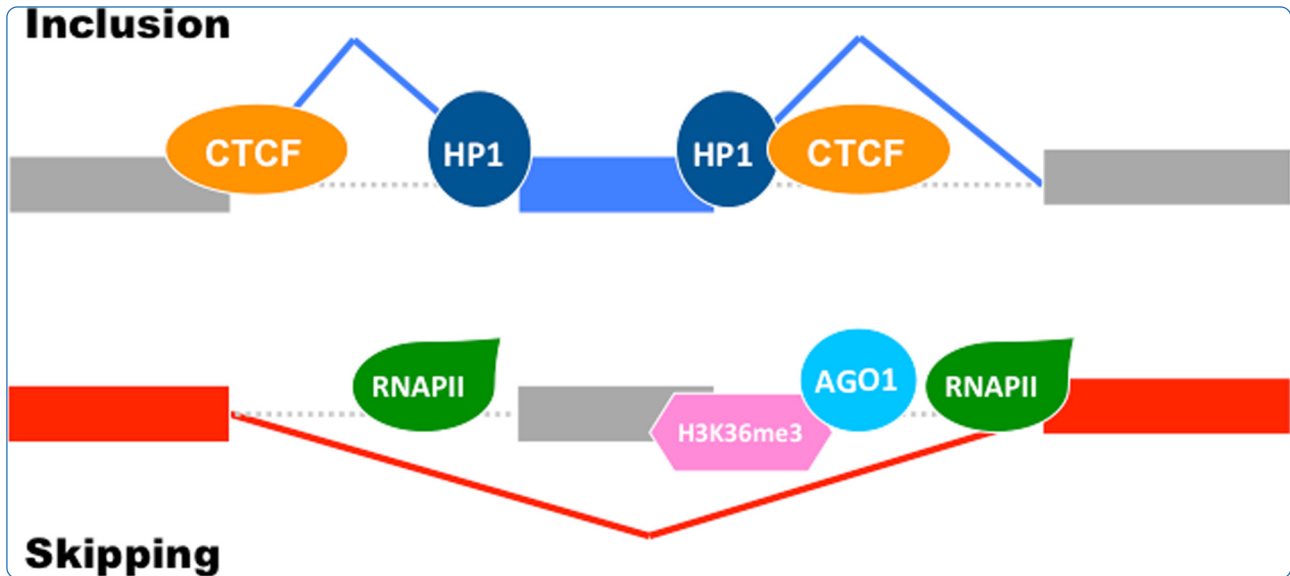 Inclusion
CTCF
HP1
HP1
CTCF
RNAPII
AGO1
RNAPII
H3K36me3
Skipping